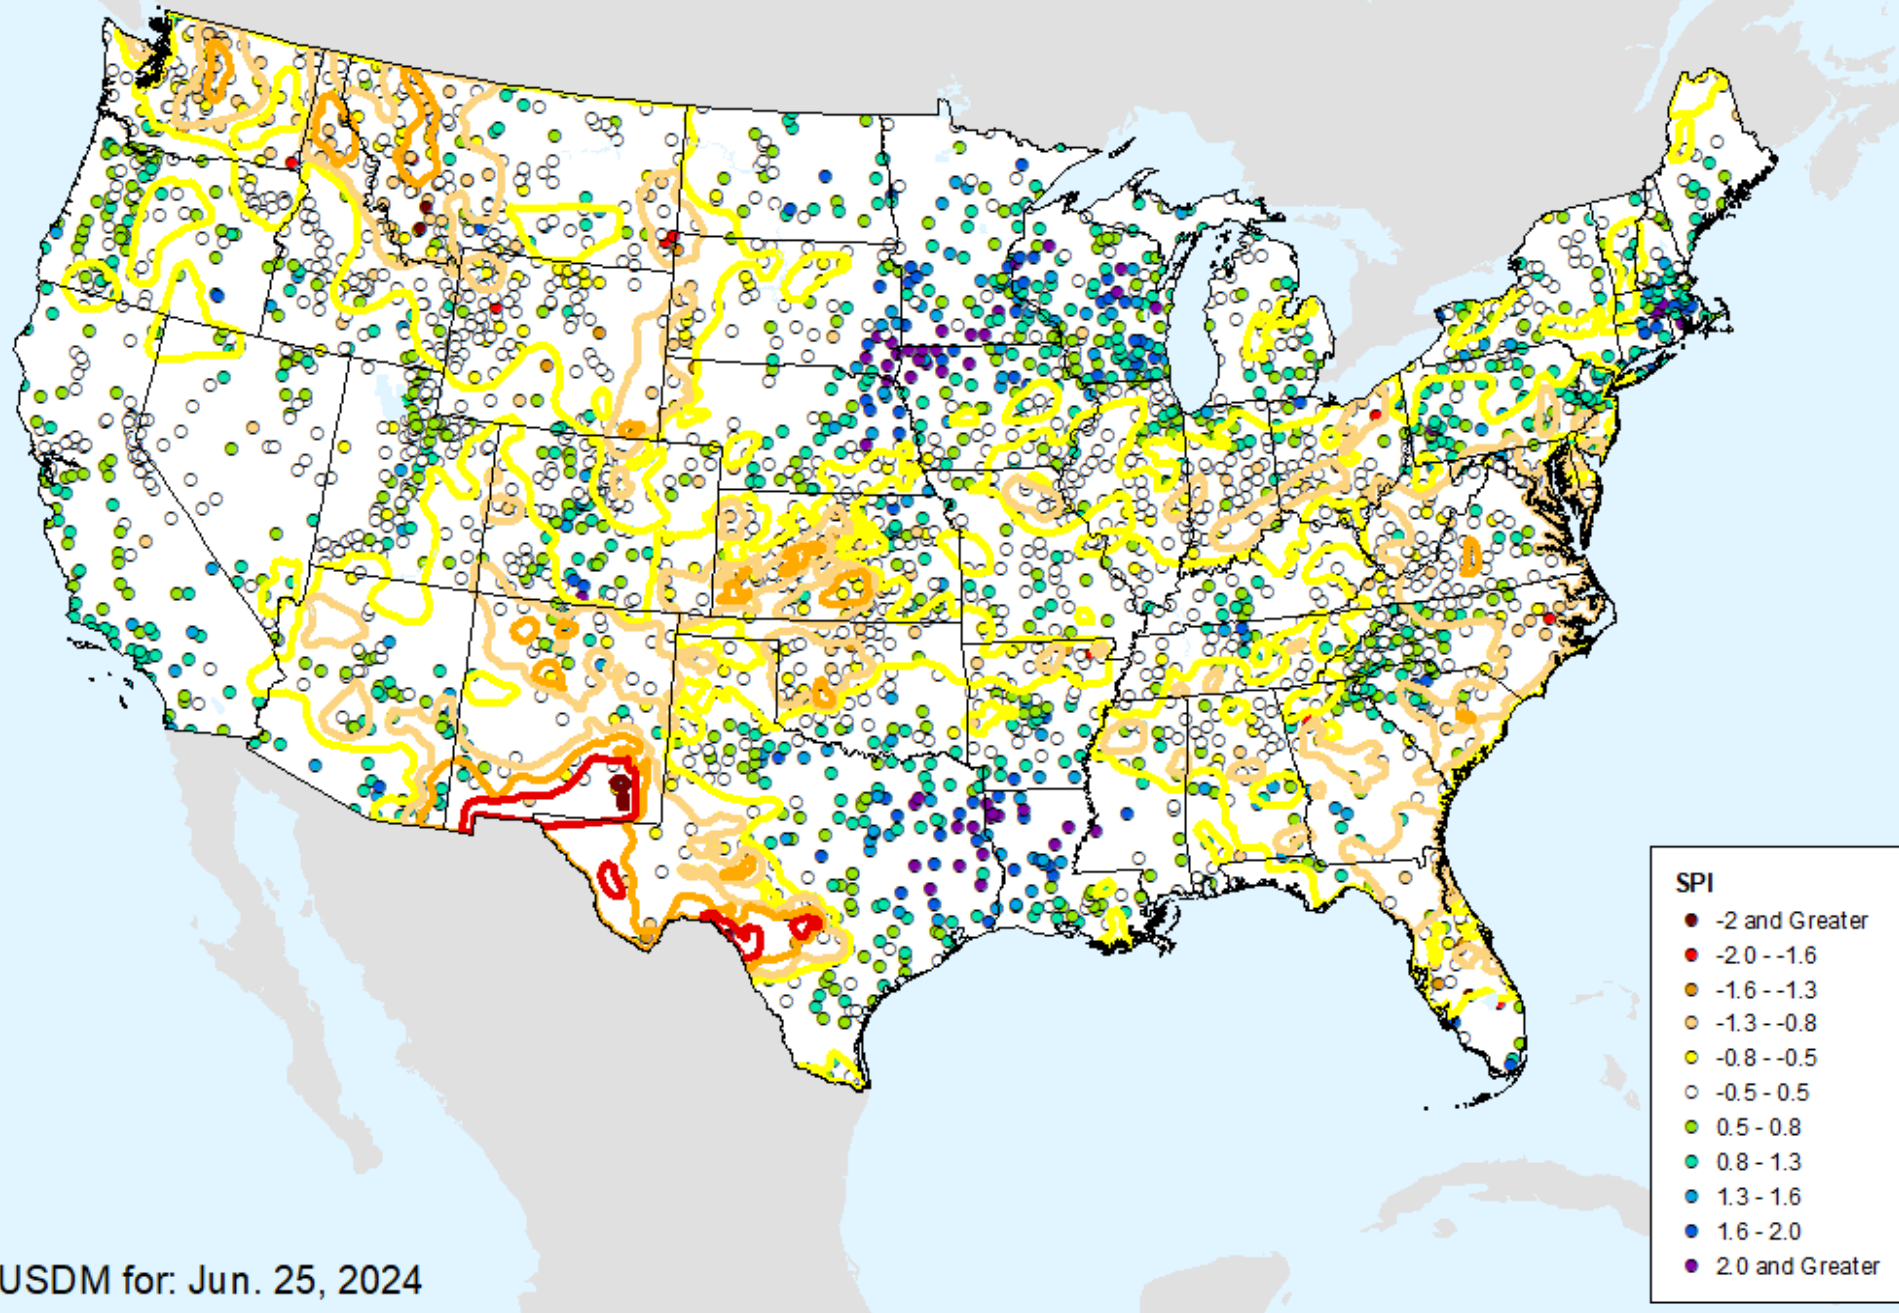 SPI
-2 and Greater
-2.0 - -1.6
-1.6 - -1.3
-1.3 - -0.8
-0.8 - -0.5
-0.5 - 0.5
0.5 - 0.8
0.8 - 1.3
1.3 - 1.6
1.6 - 2.0
2.0 and Greater
USDM for: Jun. 25, 2024